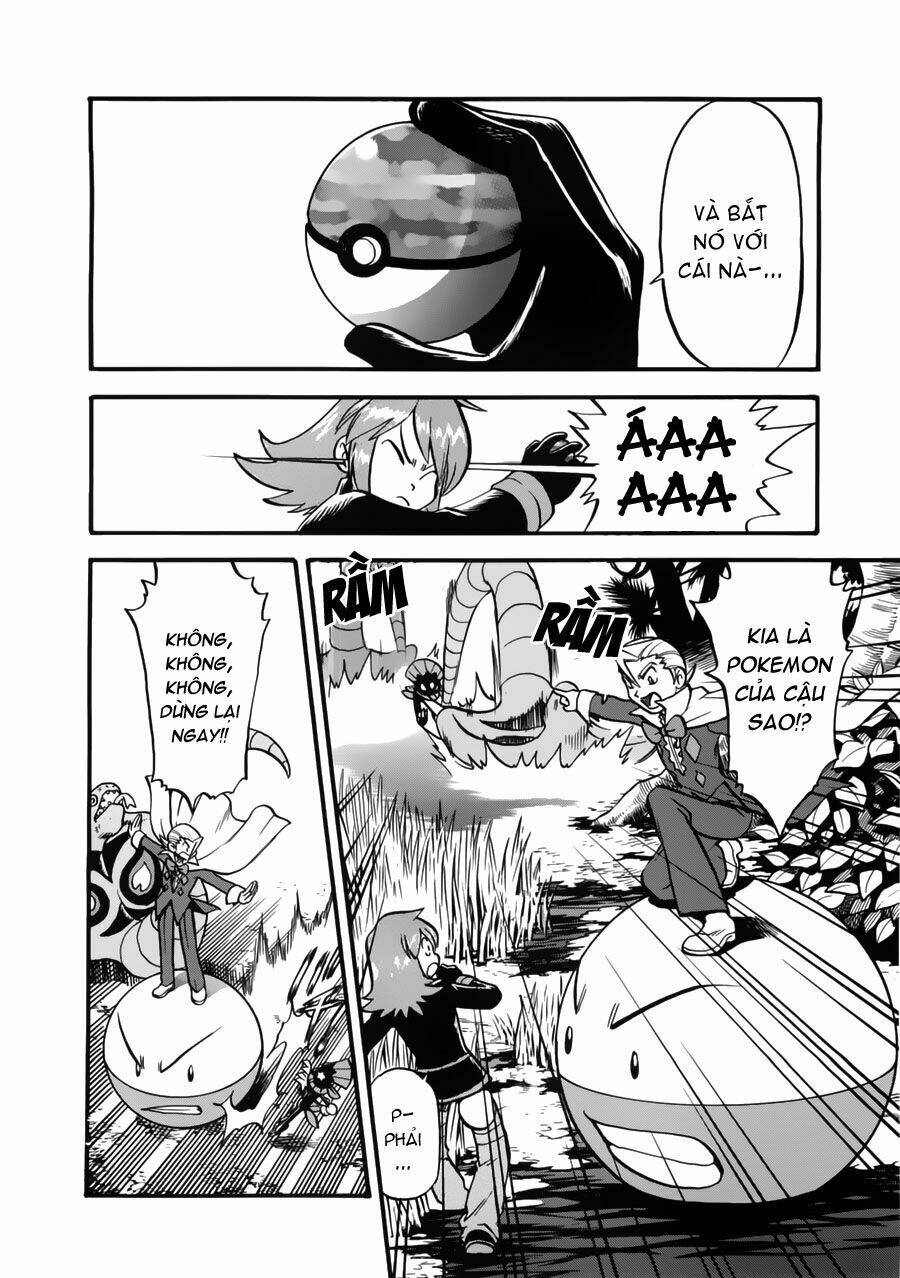 VÀ BẮT
NÓ VỚI
CÁI NÀ-...
ÁAA
AAA
RẦM
RẦM
KIA LÀ
POKEMON
CỦA CẬU
SAO!?
P-
PHẢI
...
KHÔNG,
KHÔNG,
KHÔNG,
DỪNG LẠI
NGAY!!